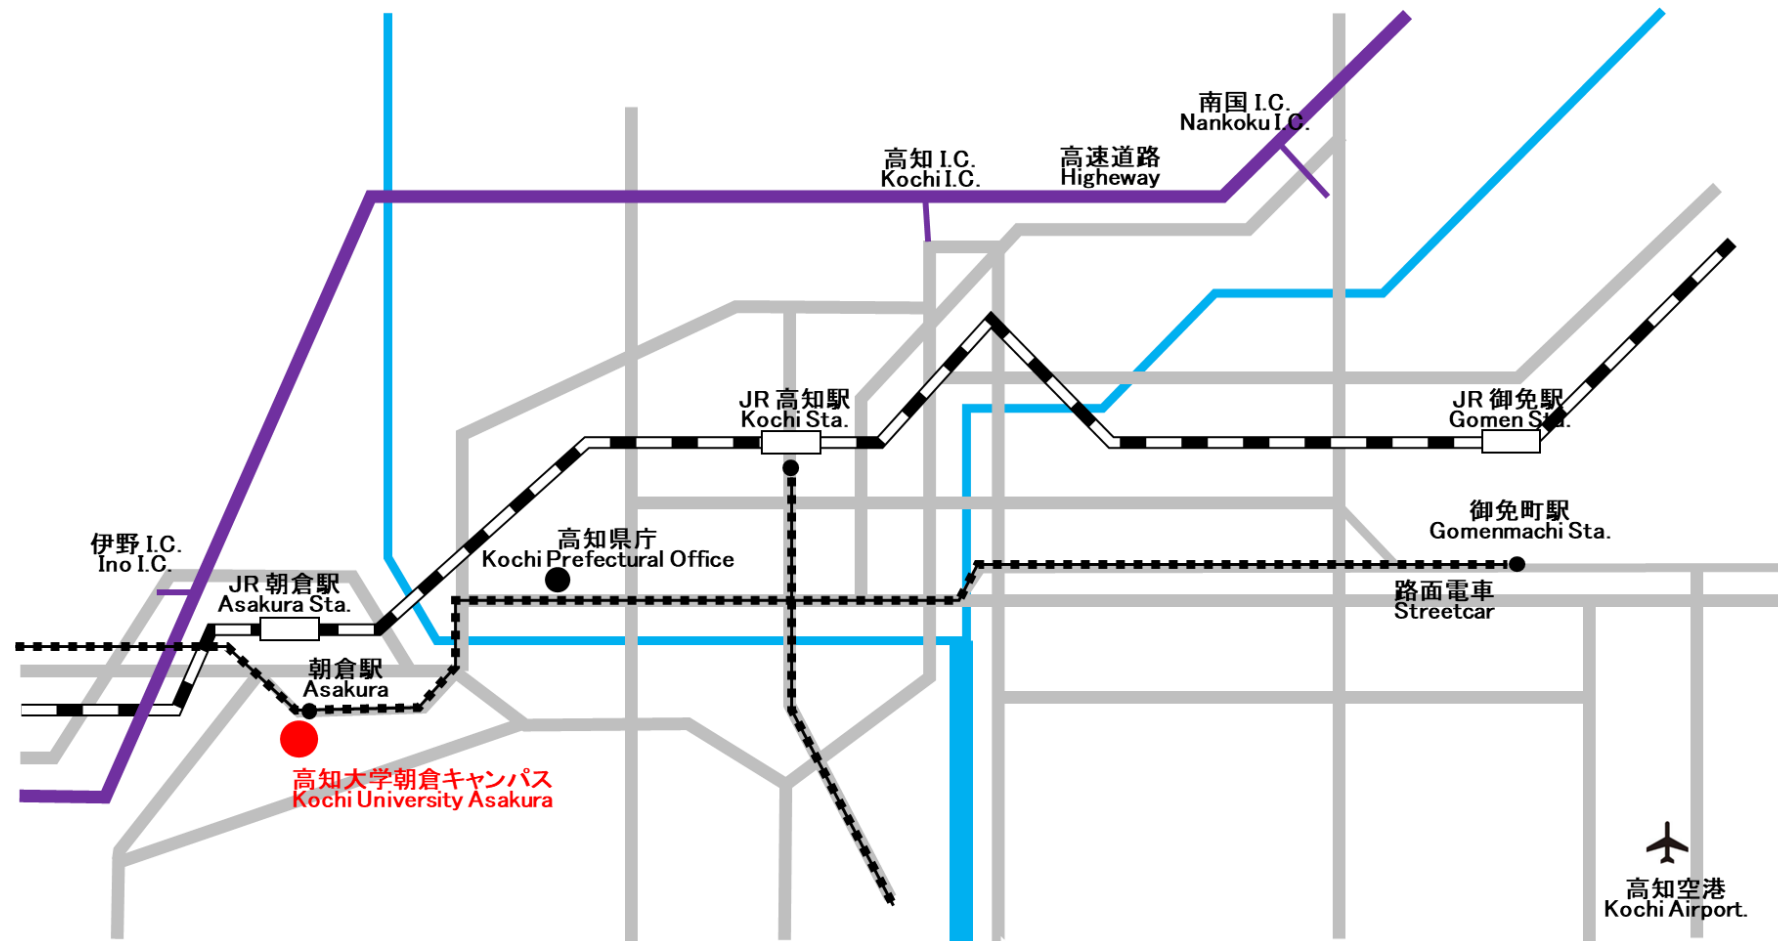 南国 I.C.
Nankoku I.C.
高知 I.C.
Kochi I.C.
高速道路
Higheway
JR 高知駅
Kochi Sta.
JR 御免駅
Gomen Sta.
御免町駅
Gomenmachi Sta.
高知県庁
Kochi Prefectural Office
伊野 I.C.
Ino I.C.
JR 朝倉駅
Asakura Sta.
路面電車
Streetcar
朝倉駅
Asakura
高知大学朝倉キャンパス
Kochi University Asakura
高知空港
Kochi Airport.